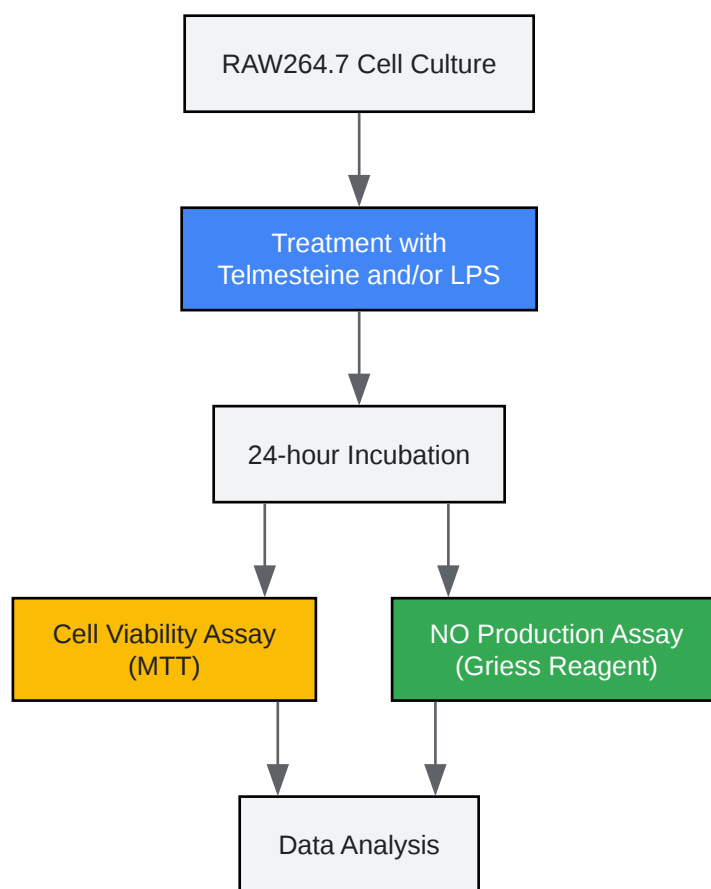 RAW264.7 Cell Culture
Treatment with
Telmesteine and/or LPS
24-hour Incubation
Cell Viability Assay
(MTT)
NO Production Assay
(Griess Reagent)
Data Analysis